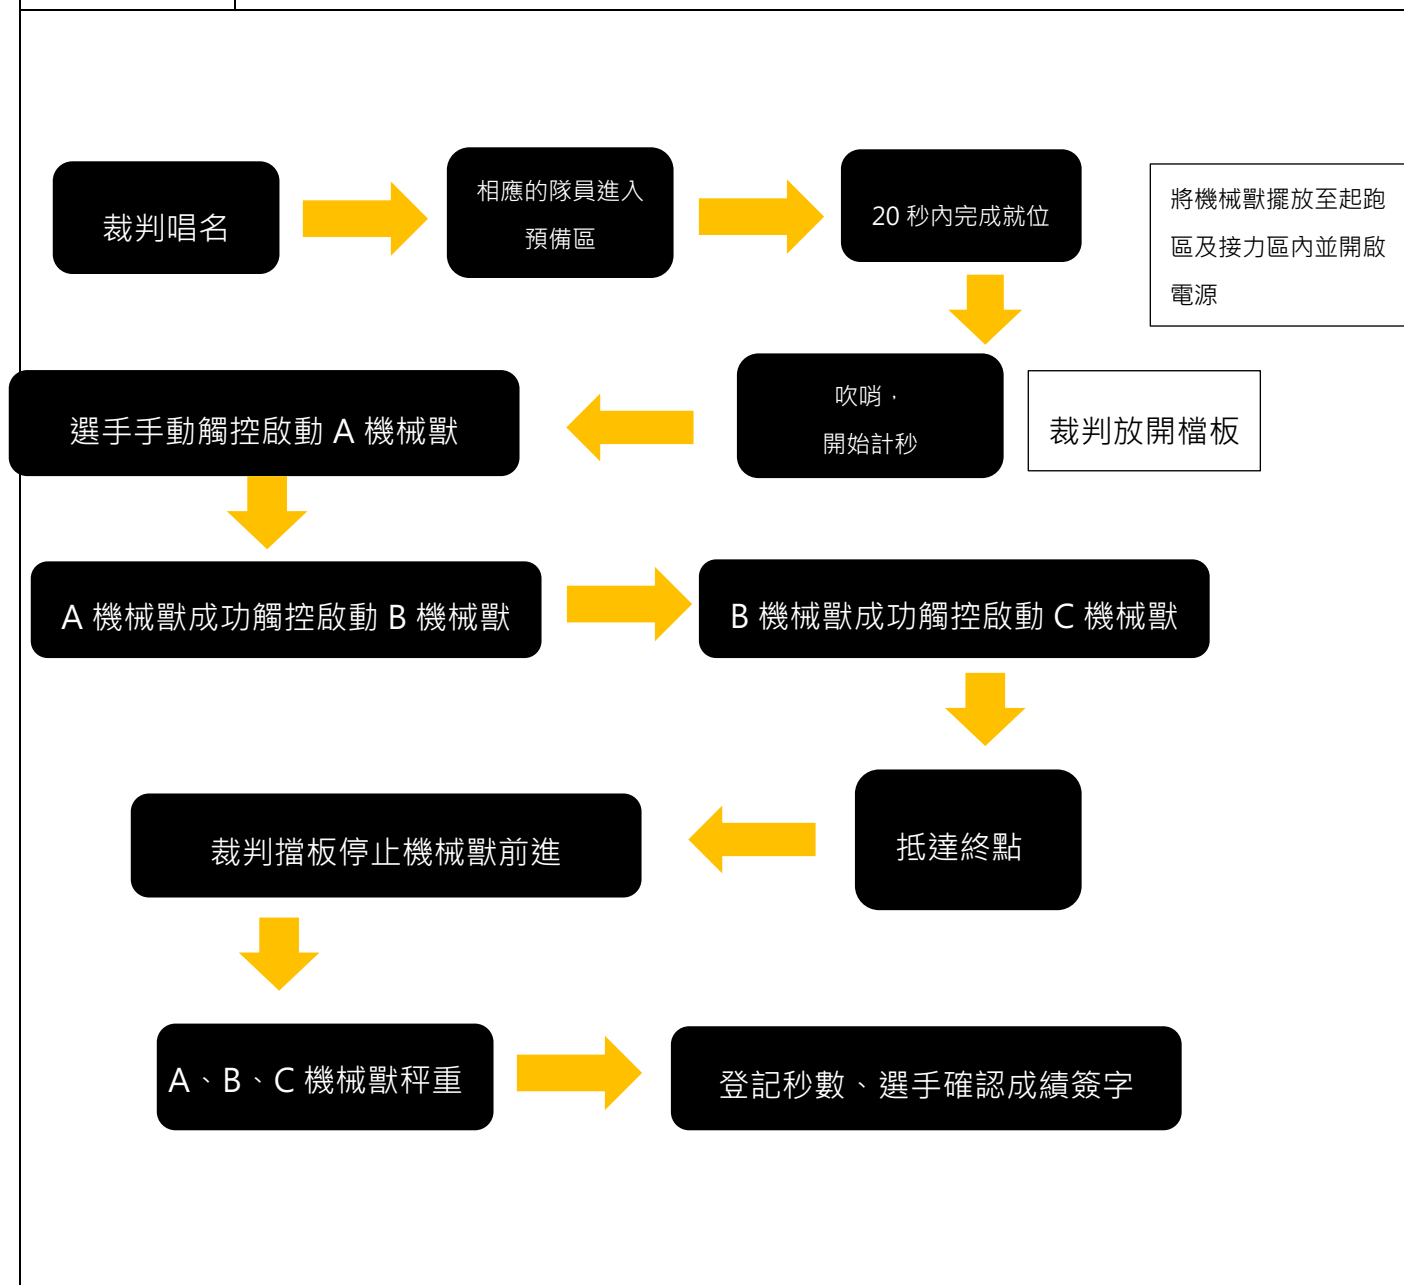 裁判唱名
相應的隊員進入
預備區
20 秒內完成就位
將機械獸擺放至起跑
區及接力區內並開啟
電源
吹哨，
開始計秒
裁判放開檔板
選手手動觸控啟動 A 機械獸
A 機械獸成功觸控啟動 B 機械獸
B 機械獸成功觸控啟動 C 機械獸
抵達終點
裁判擋板停止機械獸前進
A、B、C 機械獸秤重
登記秒數、選手確認成績簽字